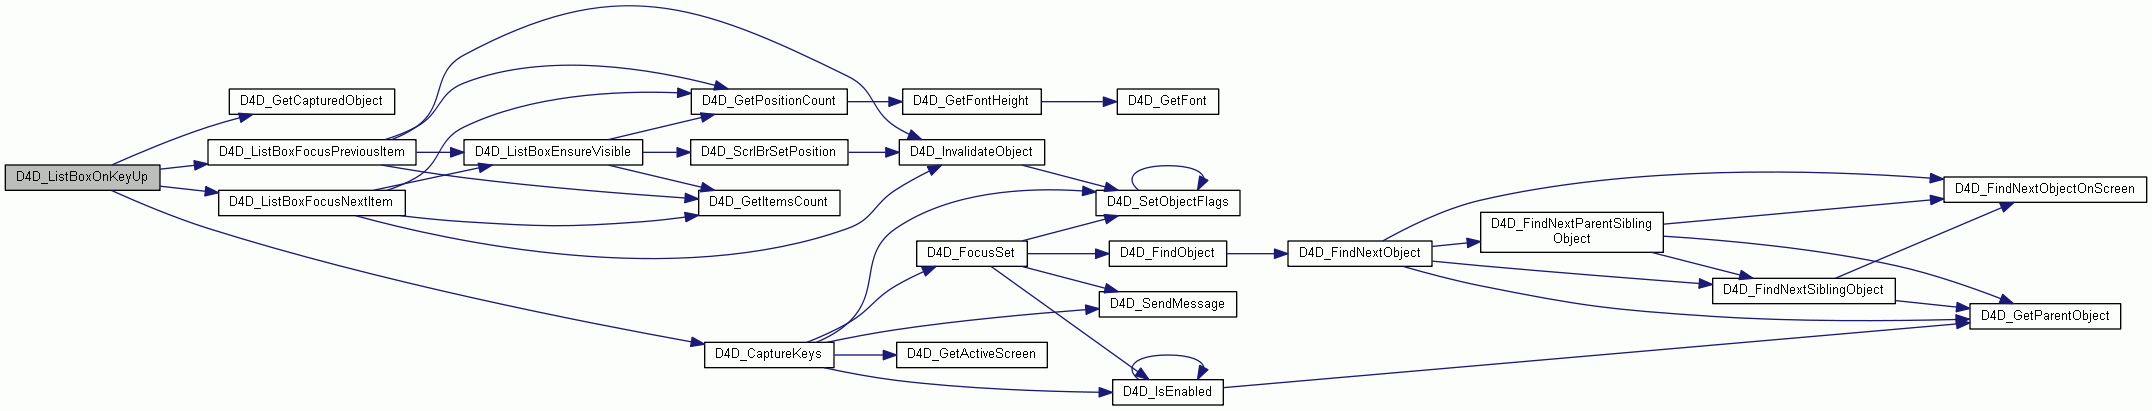 D4D_ListBoxOnKeyUp
D4D_GetCapturedObject
D4D_ListBoxFocusPreviousItem
D4D_ListBoxFocusNextItem
D4D_ListBoxEnsureVisible
D4D_GetPositionCount
D4D_ScrlBrSetPosition
D4D_GetItemsCount
D4D_CaptureKeys
D4D_GetFontHeight
D4D_InvalidateObject
D4D_FocusSet
D4D_GetActiveScreen
D4D_GetFont
D4D_SetObjectFlags
D4D_FindObject
D4D_SendMessage
D4D_IsEnabled
D4D_FindNextObject
D4D_FindNextParentSibling
Object
D4D_FindNextSiblingObject
D4D_FindNextObjectOnScreen
D4D_GetParentObject